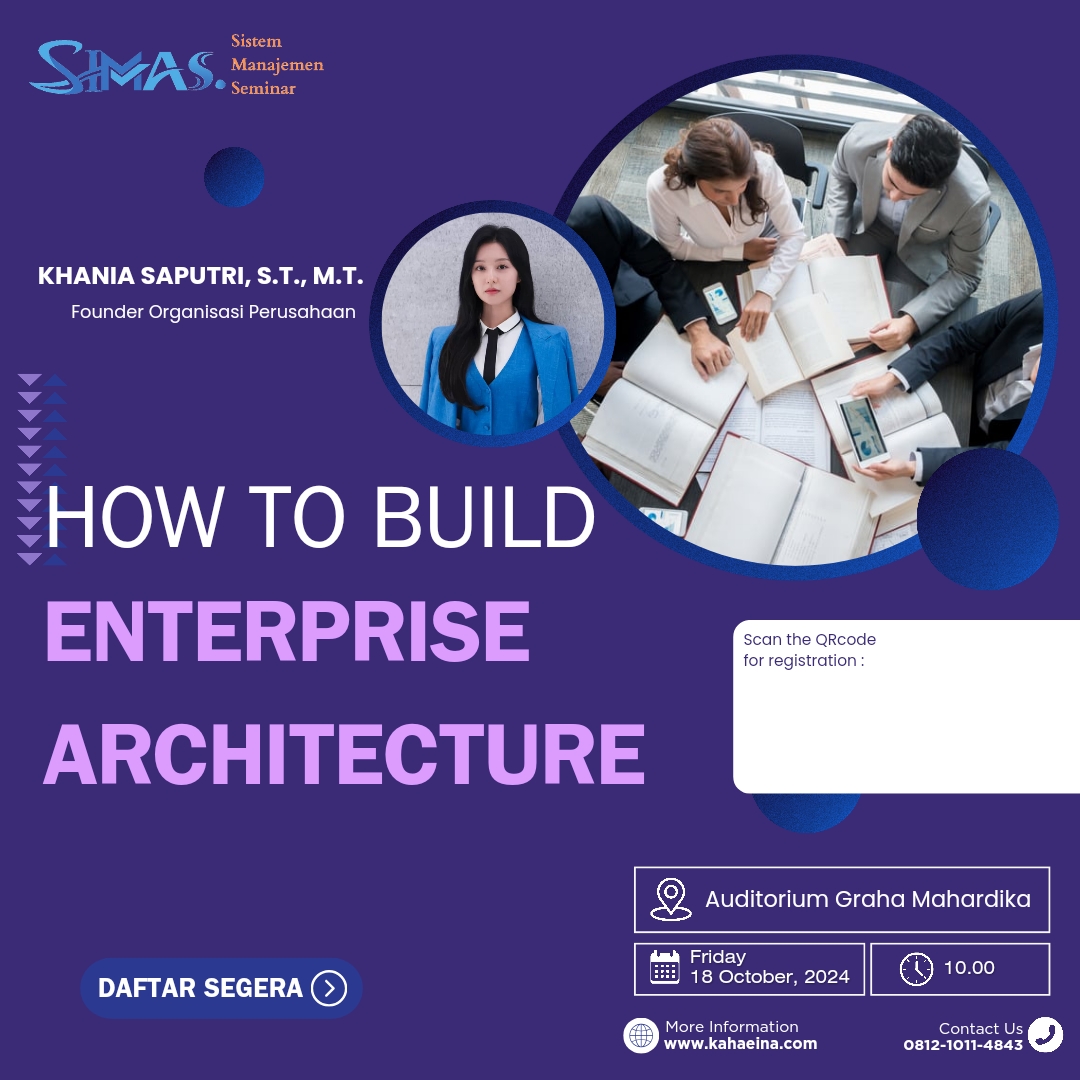 SIMAS.
Sistem
Manajemen
Seminar
KHANIA SAPUTRI, S.T., M.T.
Founder Organisasi Perusahaan
HOW TO BUILD
ENTERPRISE
ARCHITECTURE
Scan the QRcode
for registration :
Auditorium Graha Mahardika
Friday
18 October, 2024
10.00
DAFTAR SEGERA
More Information
www.kahaeina.com
Contact Us
0812-1011-4843